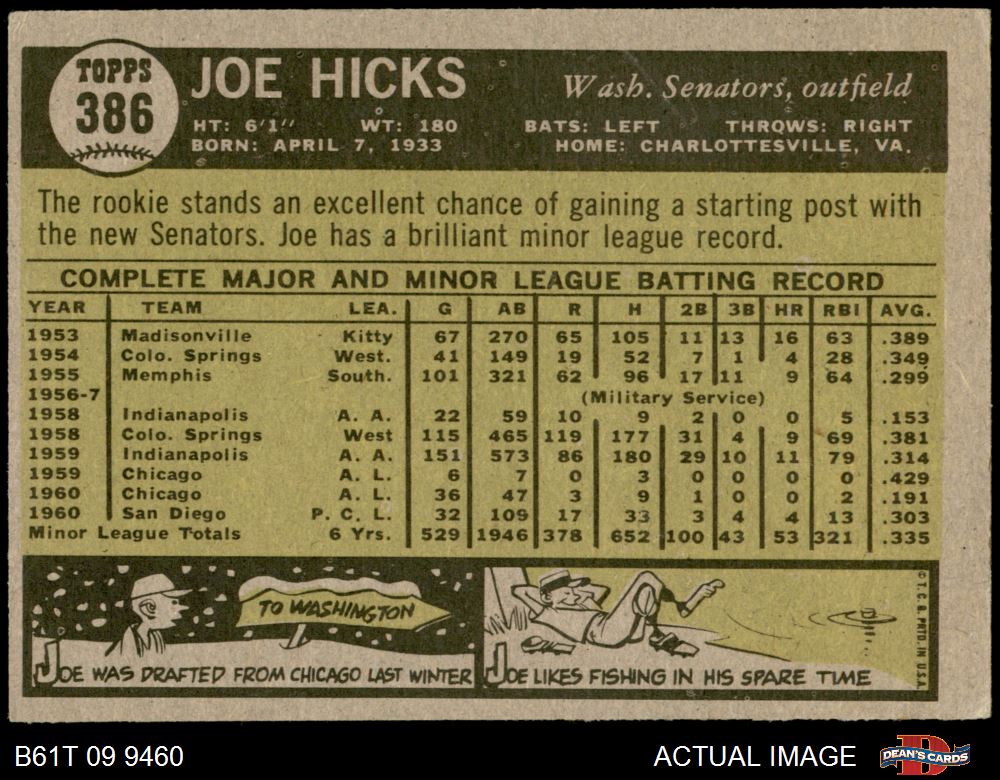 TOPPS
386
JOE HICKS
Wash. Senators, outfield
HT: 6'1" WT: 180 BATS: LEFT THROWS: RIGHT
BORN: APRIL 7, 1933 HOME: CHARLOTTESVILLE, VA.
The rookie stands an excellent chance of gaining a starting post with
the new Senators. Joe has a brilliant minor league record.
COMPLETE MAJOR AND MINOR LEAGUE BATTING RECORD
YEAR TEAM LEA. G AB R H 2B 3B HR RBI AVG.
1953 Madisonville Kitty 67 270 65 105 11 13 16 63 .389
1954 Colo. Springs West. 41 149 19 52 7 1 4 28 .349
1955 Memphis South. 101 321 62 96 17 11 9 64 .299
1956-7 (Military Service)
1958 Indianapolis A. A. 22 59 10 9 2 0 0 5 .153
1958 Colo. Springs West 115 465 119 177 31 4 9 69 .381
1959 Indianapolis A. A. 151 573 86 180 29 10 11 79 .314
1959 Chicago A. L. 6 7 0 3 0 0 0 0 .429
1960 Chicago A. L. 36 47 3 9 1 0 0 2 .191
1960 San Diego P. C. L. 32 109 17 33 3 4 4 13 .303
Minor League Totals 6 Yrs. 529 1946 378 652 100 43 53 321 .335
TO WASHINGTON
JOE WAS DRAFTED FROM CHICAGO LAST WINTER
JOE LIKES FISHING IN HIS SPARE TIME
© T. C. G. PRTD. IN U.S.A.
B61T 09 9460
ACTUAL IMAGE
DEAN'S CARDS